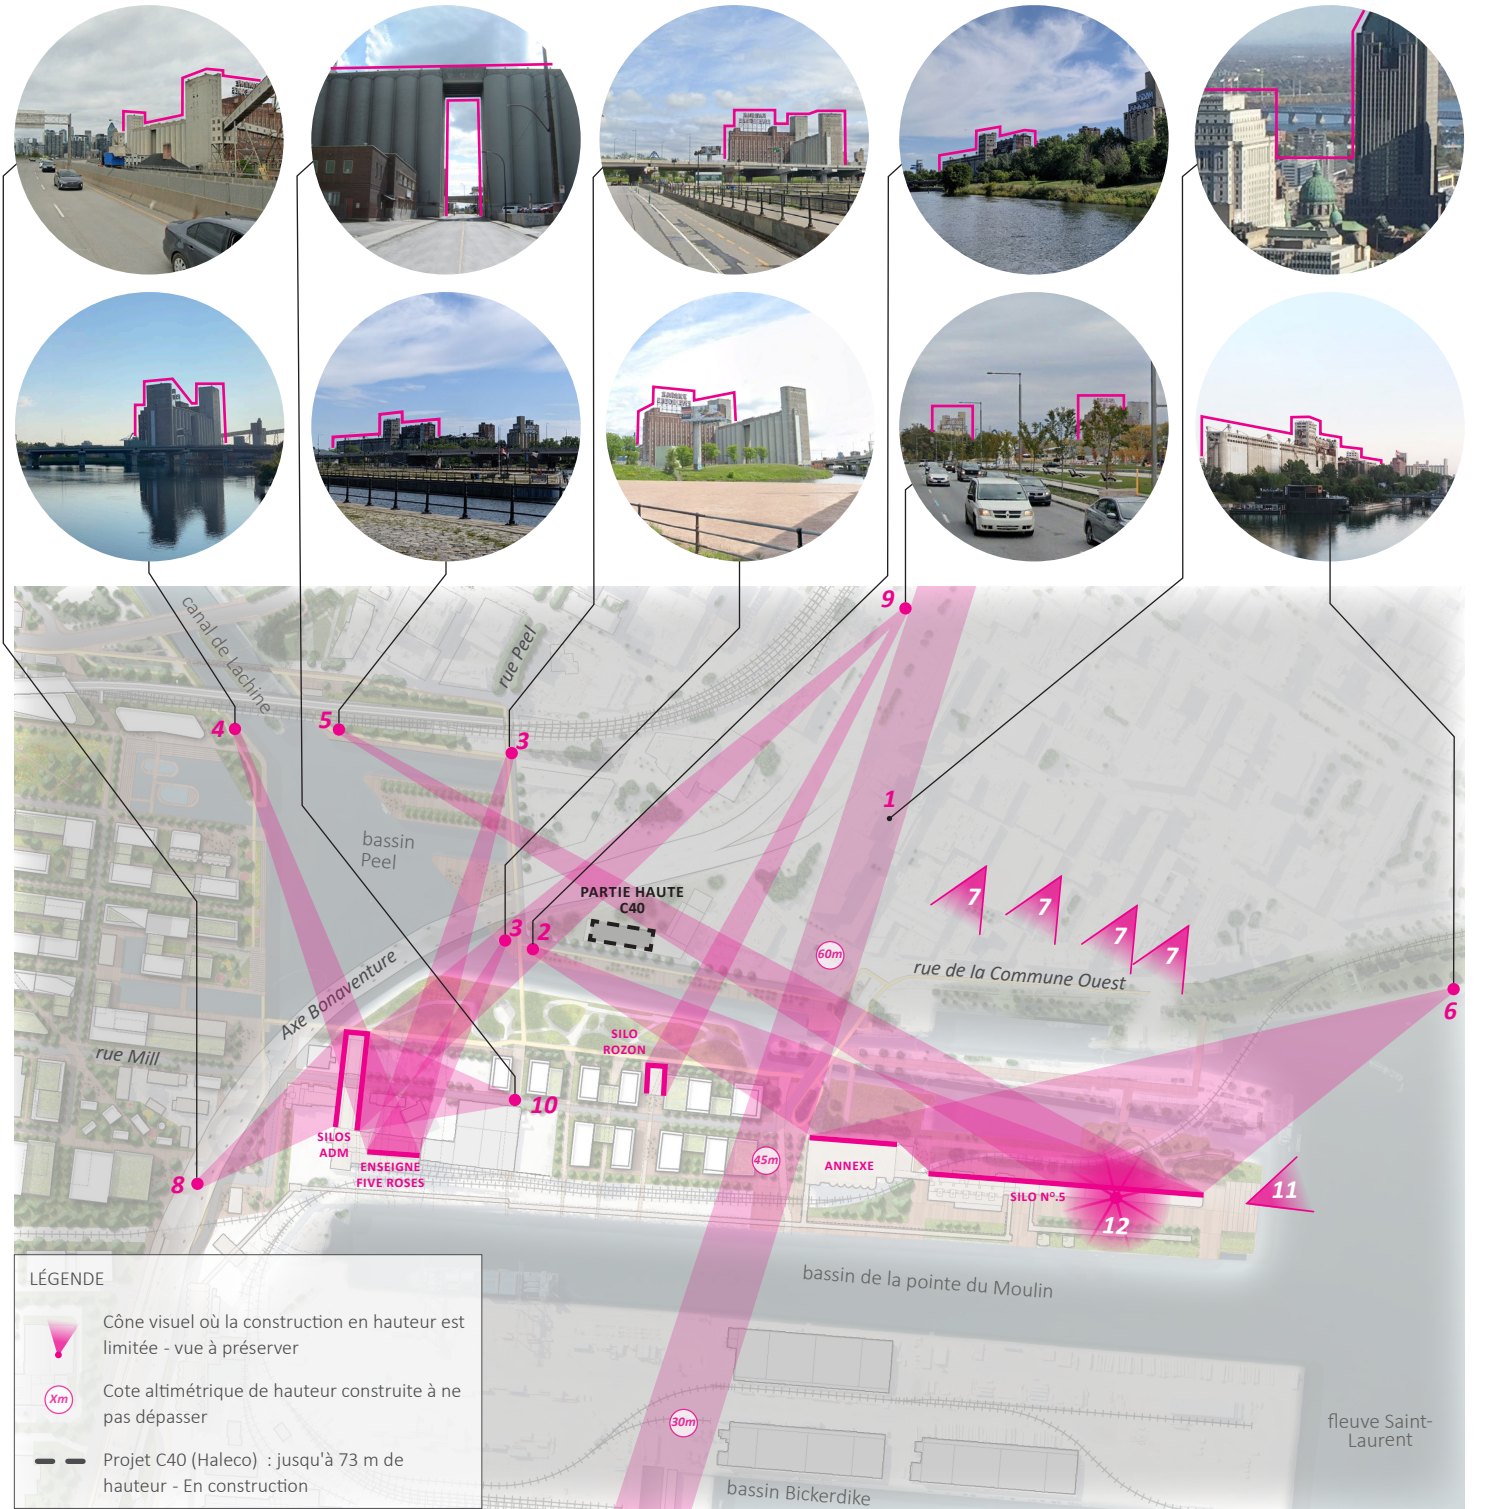 canal de Lachine
rue Peel
9
4
5
3
1
bassin
Peel
PARTIE HAUTE
C40
7
7
7
7
3
2
60m
rue de la Commune Ouest
6
Axe Bonaventure
rue Mill
SILO
ROZON
10
SILOS
ADM
ENSEIGNE
FIVE ROSES
45m
ANNEXE
8
SILO Nº.5
11
12
bassin de la pointe du Moulin
LÉGENDE
Cône visuel où la construction en hauteur est
limitée - vue à préserver
Xm
Cote altimétrique de hauteur construite à ne
pas dépasser
Projet C40 (Haleco) : jusqu'à 73 m de
hauteur - En construction
30m
fleuve Saint-
Laurent
bassin Bickerdike